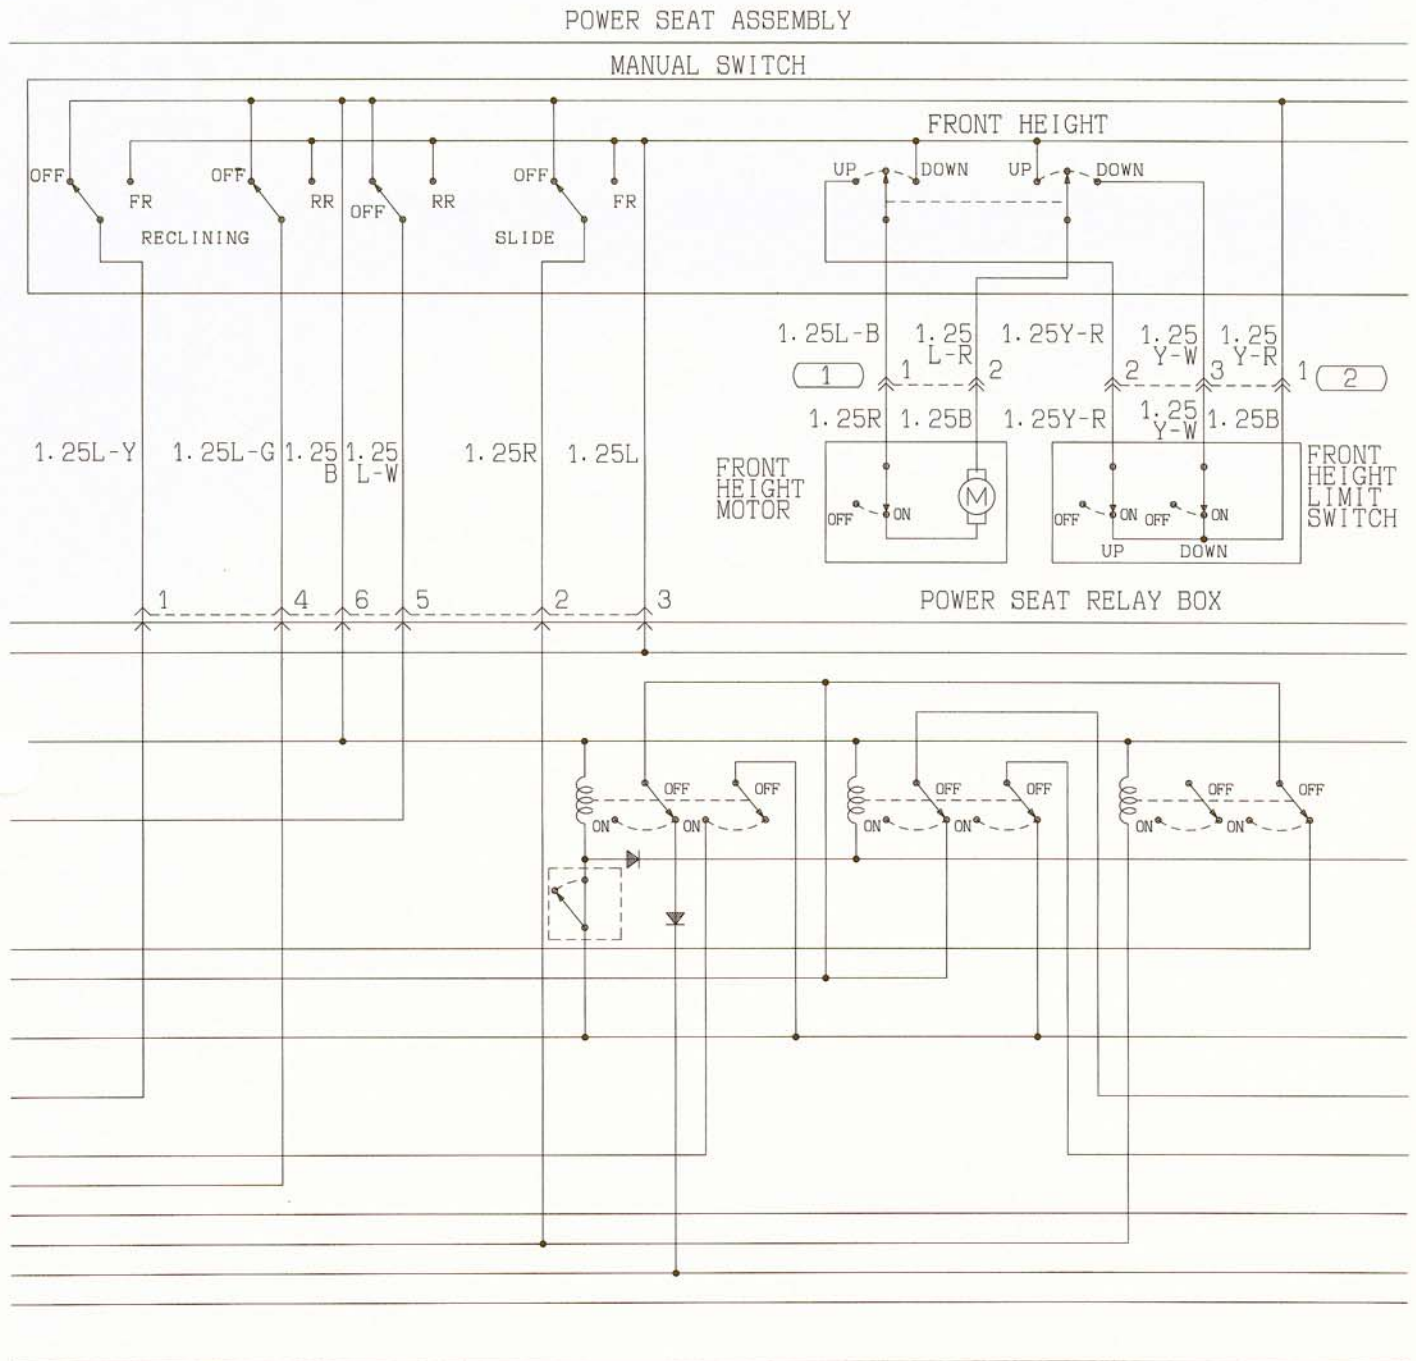 POWER SEAT ASSEMBLY
MANUAL SWITCH
FRONT HEIGHT
OFF
FR
OFF
RR
OFF
RR
OFF
FR
UP
DOWN
UP
DOWN
RECLINING
SLIDE
1.25L-B
1.25
L-R
1.25Y-R
1.25
Y-W
1.25
Y-R
1
1
2
2
3
1
2
1.25R
1.25B
1.25Y-R
1.25
Y-W
1.25B
1.25L-Y
1.25L-G
1.25
B
1.25
L-W
1.25R
1.25L
FRONT
HEIGHT
MOTOR
OFF
ON
M
OFF
ON
OFF
ON
UP
DOWN
FRONT
HEIGHT
LIMIT
SWITCH
1
4
6
5
2
3
POWER SEAT RELAY BOX
OFF
OFF
OFF
OFF
OFF
OFF
ON
ON
ON
ON
ON
ON